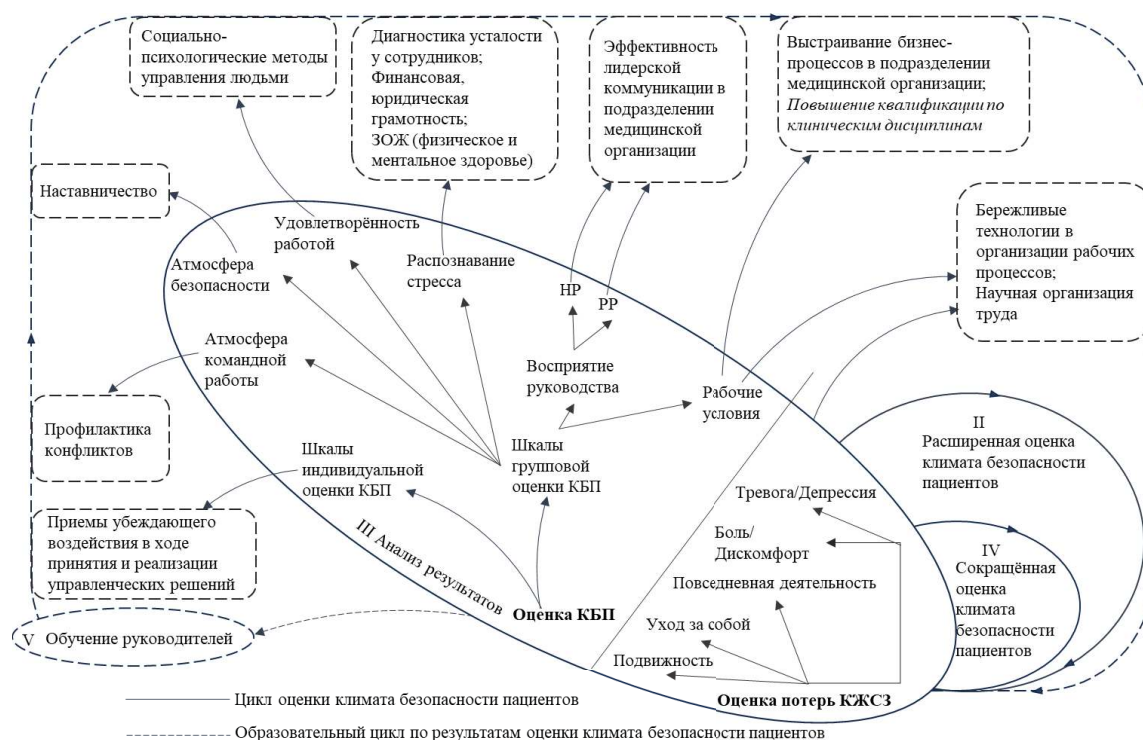 Социально-
психологические методы
управления людьми
Диагностика усталости
у сотрудников;
Финансовая,
юридическая
грамотность;
ЗОЖ (физическое и
ментальное здоровье)
Эффективность
лидерской
коммуникации в
подразделении
медицинской
организации
Выстраивание бизнес-
процессов в подразделении
медицинской организации;
Повышение квалификации по
клиническим дисциплинам
Наставничество
Бережливые
технологии в
организации рабочих
процессов;
Научная организация
труда
Удовлетворённость
работой
Атмосфера
безопасности
Распознавание
стресса
НР
РР
Атмосфера
командной
работы
Восприятие
руководства
Рабочие
условия
Профилактика
конфликтов
Шкалы
индивидуальной
оценки КБП
Шкалы
групповой
оценки КБП
II
Расширенная оценка
климата безопасности
пациентов
Тревога/Депрессия
Боль/
Дискомфорт
Повседневная деятельность
Уход за собой
Подвижность
IV
Сокращённая
оценка
климата
безопасности
пациентов
Приемы убеждающего
воздействия в ходе
принятия и реализации
управленческих решений
III Анализ результатов
Оценка КБП
V Обучение руководителей
Оценка потерь КЖСЗ
Цикл оценки климата безопасности пациентов
Образовательный цикл по результатам оценки климата безопасности пациентов